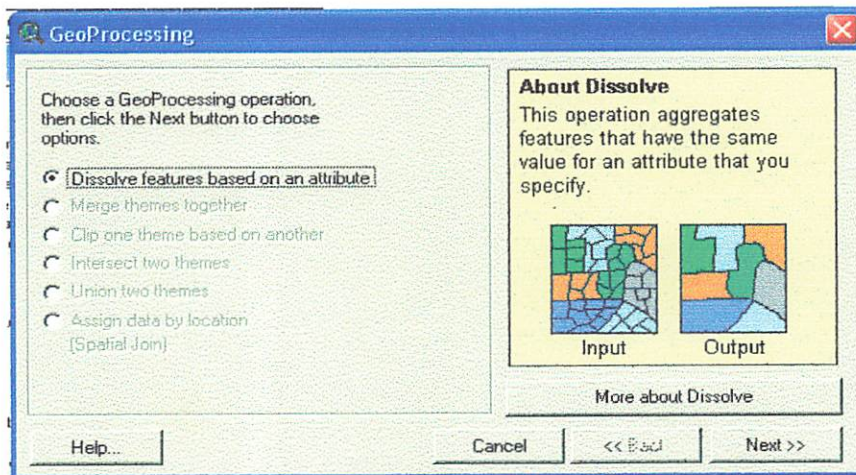 GeoProcessing
Choose a GeoProcessing operation,
then click the Next button to choose
options.
Dissolve features based on an attribute
Merge themes together
Clip one theme based on another
Intersect two themes
Union two themes
Assign data by location
(Spatial Join)
About Dissolve
This operation aggregates
features that have the same
value for an attribute that you
specify.
Input Output
More about Dissolve
Help... Cancel << Back Next >>